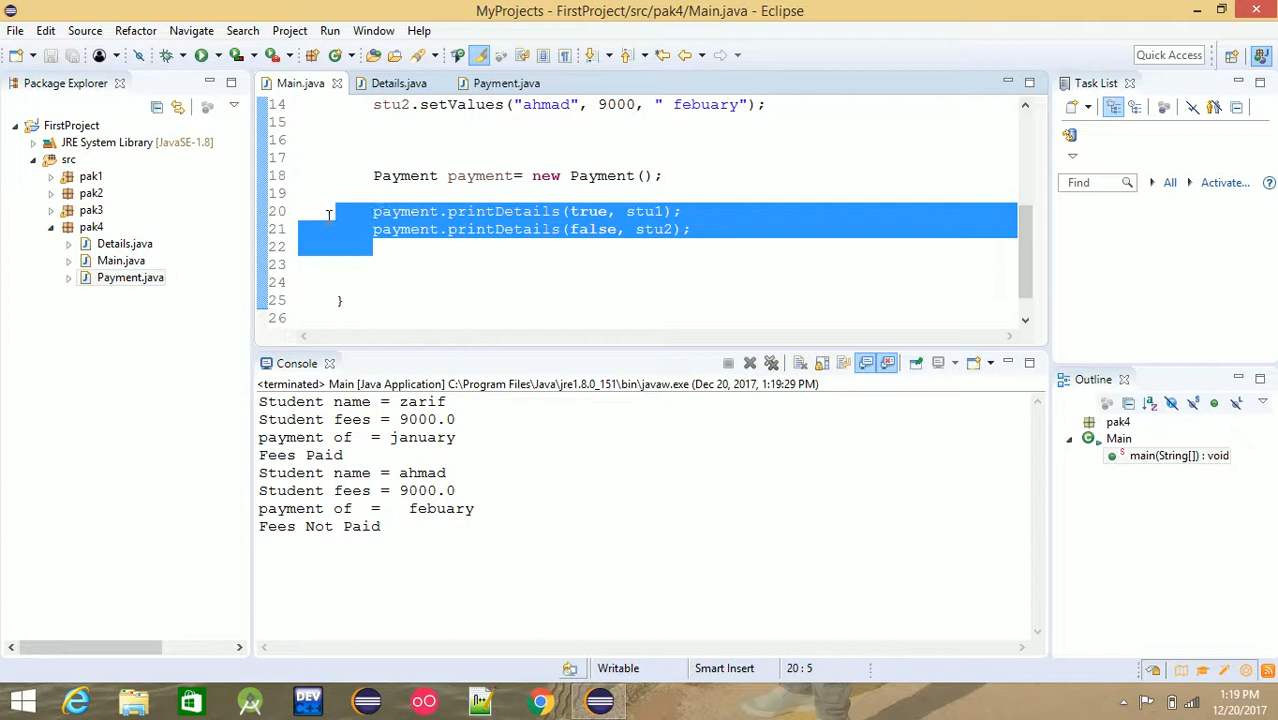 MyProjects - FirstProject/src/pak4/Main.java - Eclipse
File Edit Source Refactor Navigate Search Project Run Window Help
Quick Access
Package Explorer
Main.java Details.java Payment.java
Task List
FirstProject
JRE System Library [JavaSE-1.8]
src
pak1
pak2
pak3
pak4
Details.java
Main.java
Payment.java
14 stu2.setValues("ahmad", 9000, " febuary");
15
16
17
18 Payment payment= new Payment();
19
20 payment.printDetails(true, stu1);
21 payment.printDetails(false, stu2);
22
23
24
25 }
26
Find All Activate...
Console
<terminated> Main [Java Application] C:\Program Files\Java\jre1.8.0_151\bin\javaw.exe (Dec 20, 2017, 1:19:29 PM)
Student name = zarif
Student fees = 9000.0
payment of  = january
Fees Paid
Student name = ahmad
Student fees = 9000.0
payment of  =   febuary
Fees Not Paid
Outline
pak4
Main
main(String[]) : void
Writable Smart Insert 20 : 5
DEV
1:19 PM
12/20/2017